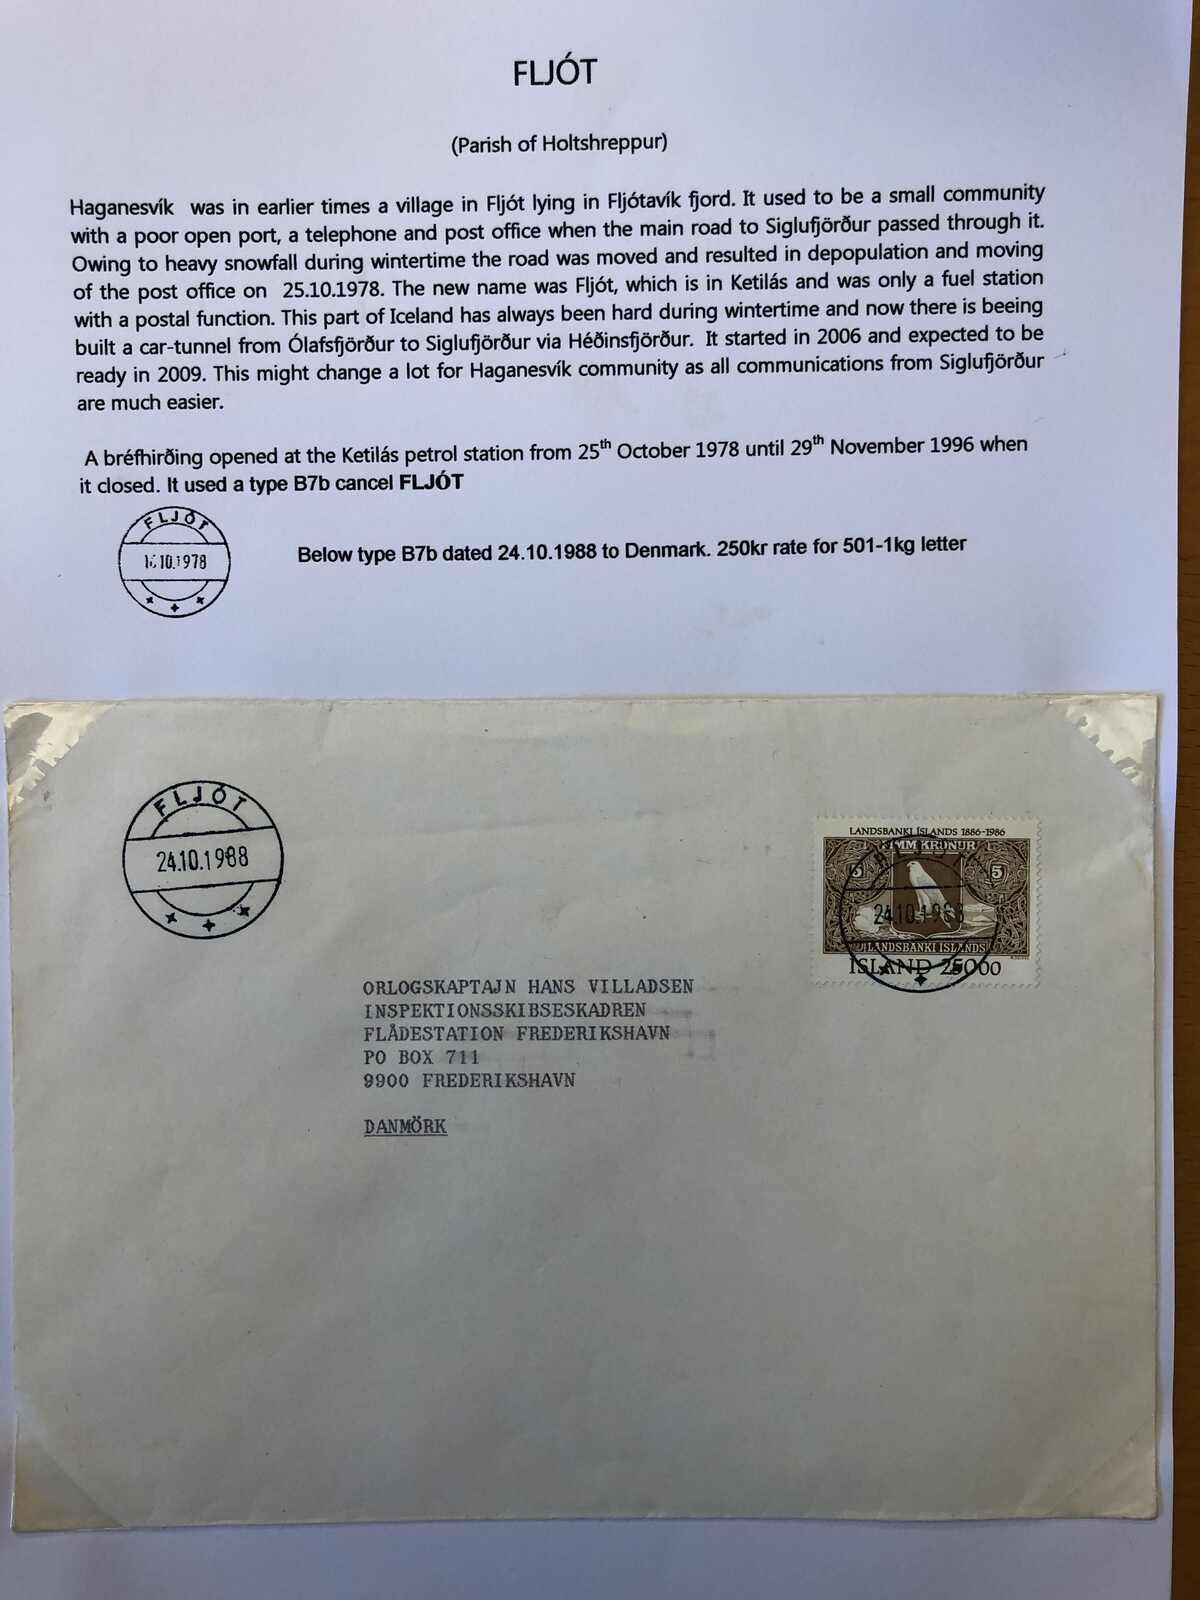 FLJÓT
(Parish of Holtshreppur)
Haganesvík was in earlier times a village in Fljót lying in Fljótavík fjord. It used to be a small community
with a poor open port, a telephone and post office when the main road to Siglufjörður passed through it.
Owing to heavy snowfall during wintertime the road was moved and resulted in depopulation and moving
of the post office on 25.10.1978. The new name was Fljót, which is in Ketilás and was only a fuel station
with a postal function. This part of Iceland has always been hard during wintertime and now there is beeing
built a car-tunnel from Ólafsfjörður to Siglufjörður via Héðinsfjörður. It started in 2006 and expected to be
ready in 2009. This might change a lot for Haganesvík community as all communications from Siglufjörður
are much easier.
A bréfhirðing opened at the Ketilás petrol station from 25th October 1978 until 29th November 1996 when
it closed. It used a type B7b cancel FLJÓT
FLJÓT
10.1978
Below type B7b dated 24.10.1988 to Denmark. 250kr rate for 501-1kg letter
FLJÓT
24.10.1988
LANDSBANKI ÍSLANDS 1886-1986
FIMM KRÓNUR
5 5
24.10.1988
LANDSBANKI ÍSLANDS
ÍSLAND 25000
ORLOGSKAPTAJN HANS VILLADSEN
INSPEKTIONSSKIBSESKADREN
FLÅDESTATION FREDERIKSHAVN
PO BOX 711
9900 FREDERIKSHAVN
DANMÖRK